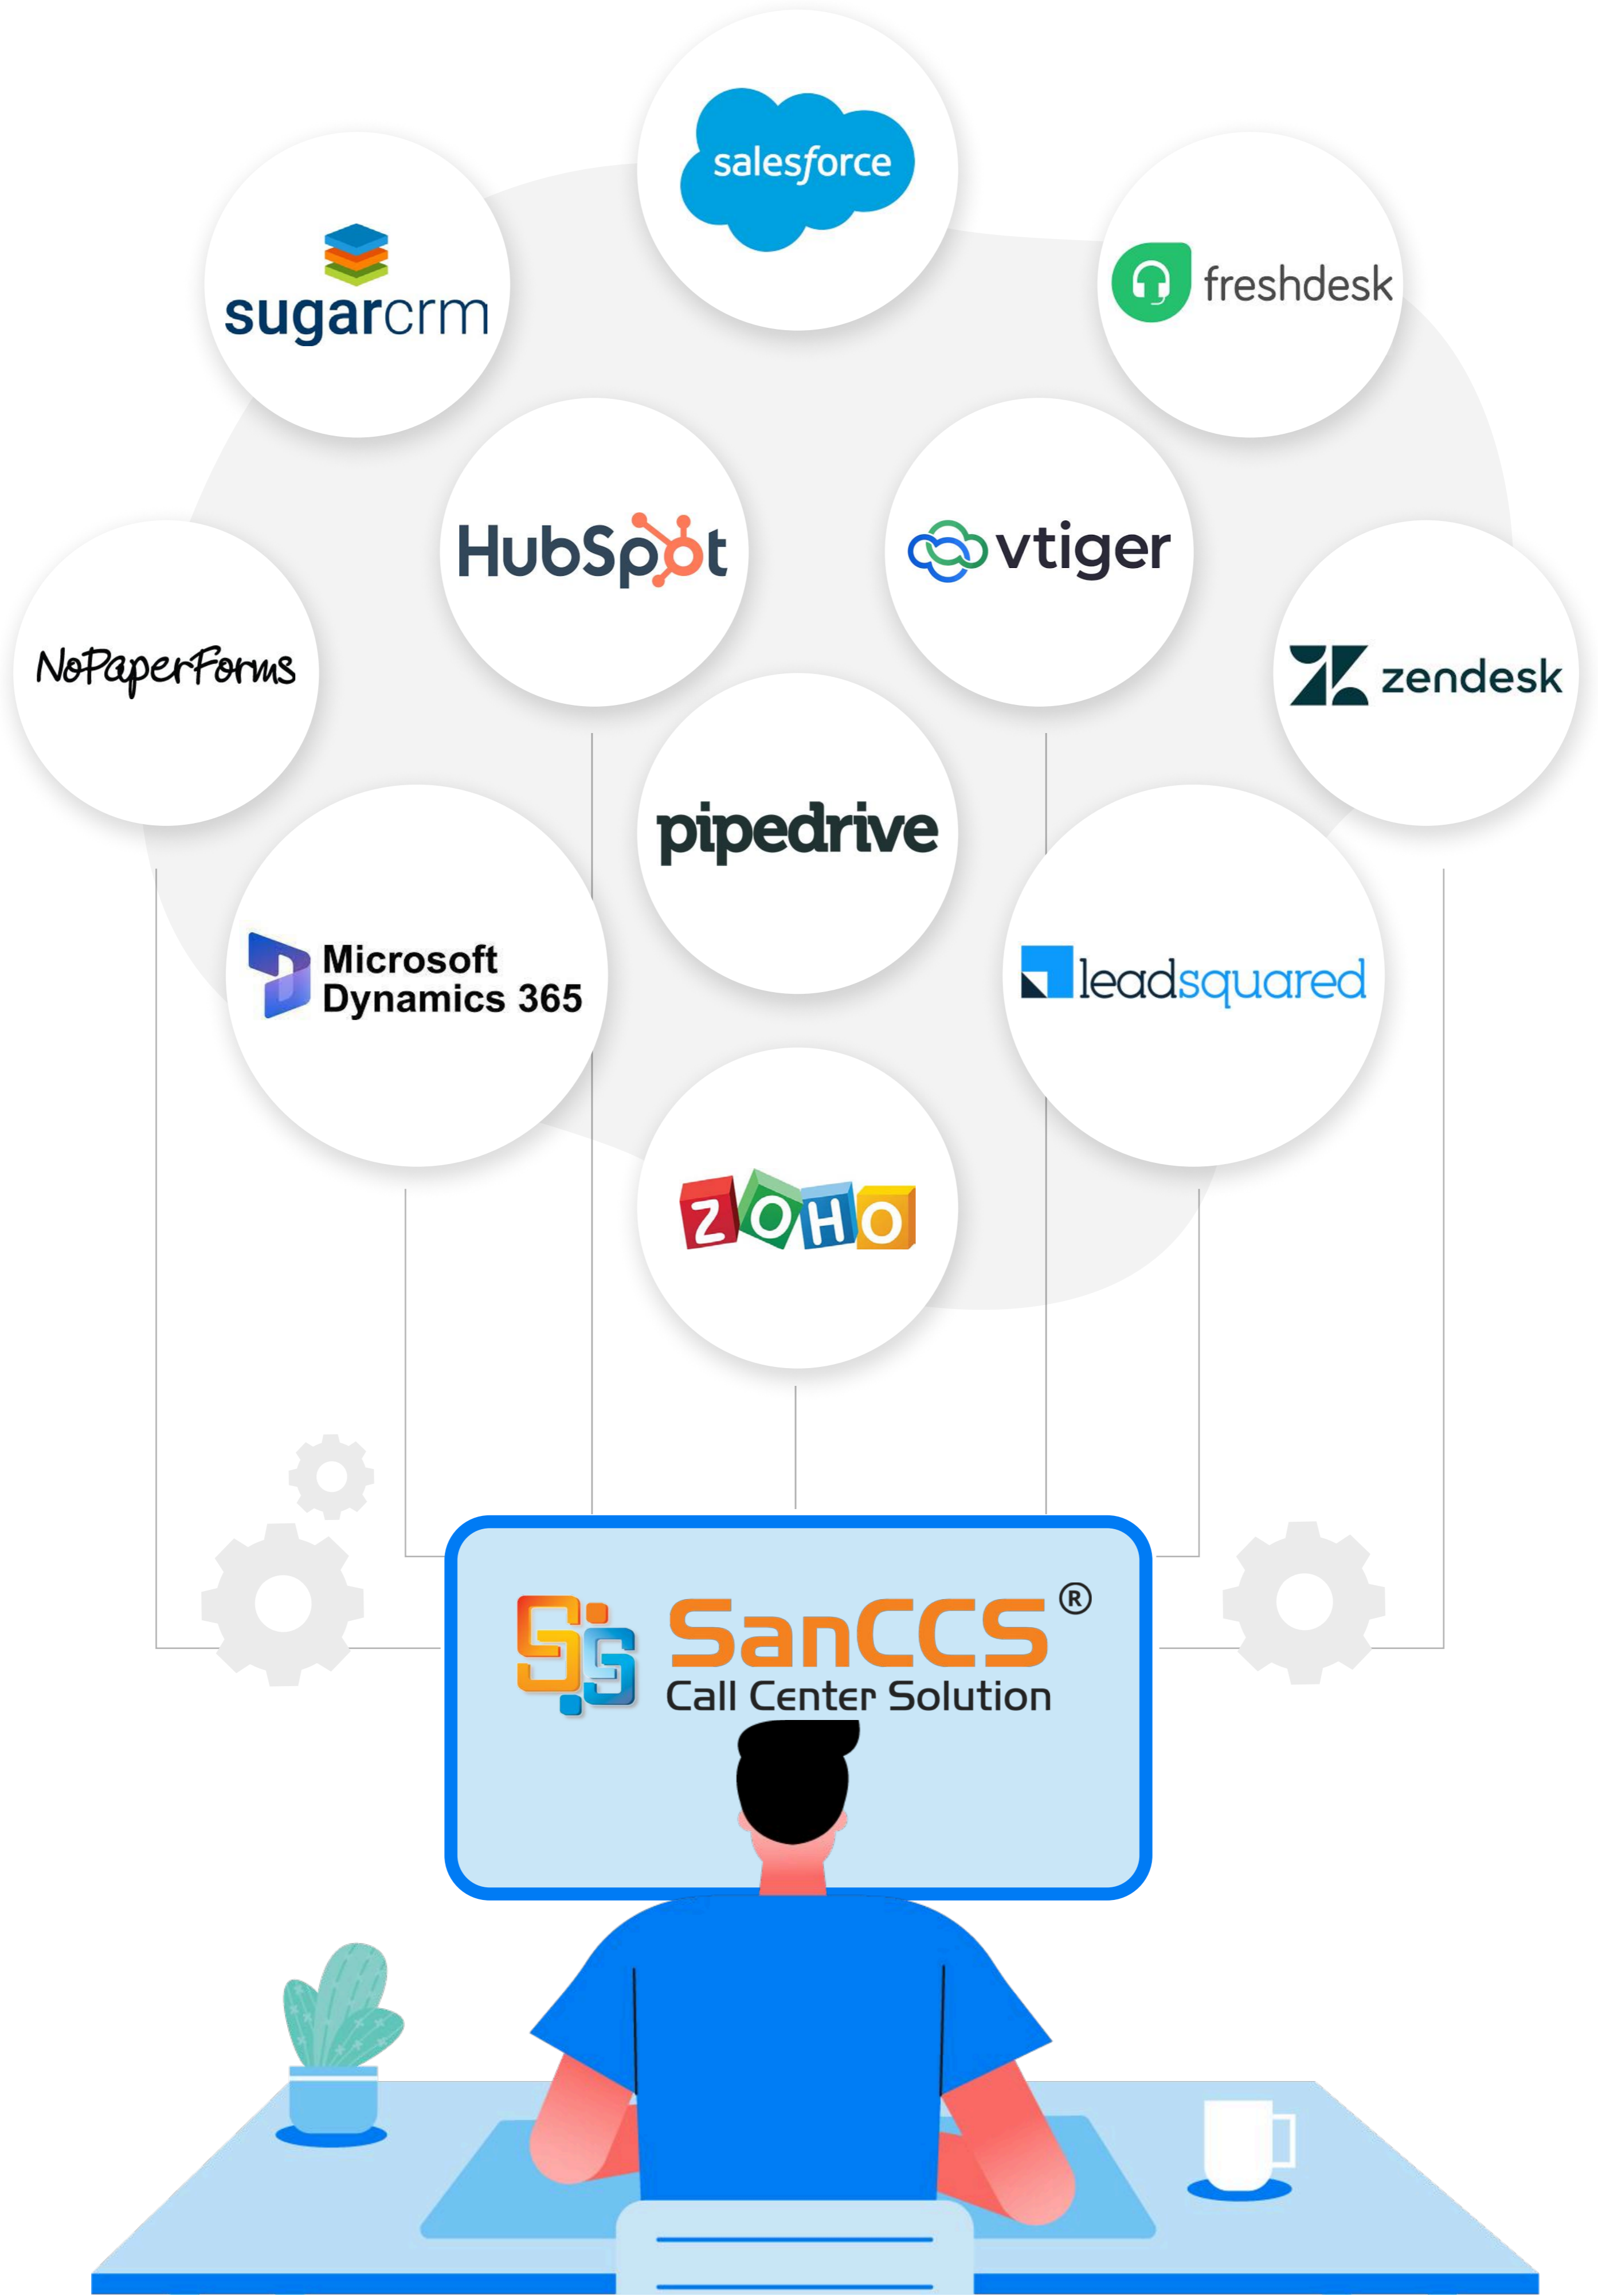 salesforce
sugarcrm
freshdesk
HubSpot
vtiger
NoPaperForms
zendesk
pipedrive
Microsoft
Dynamics 365
leadsquared
ZOHO
SanCCS®
Call Center Solution